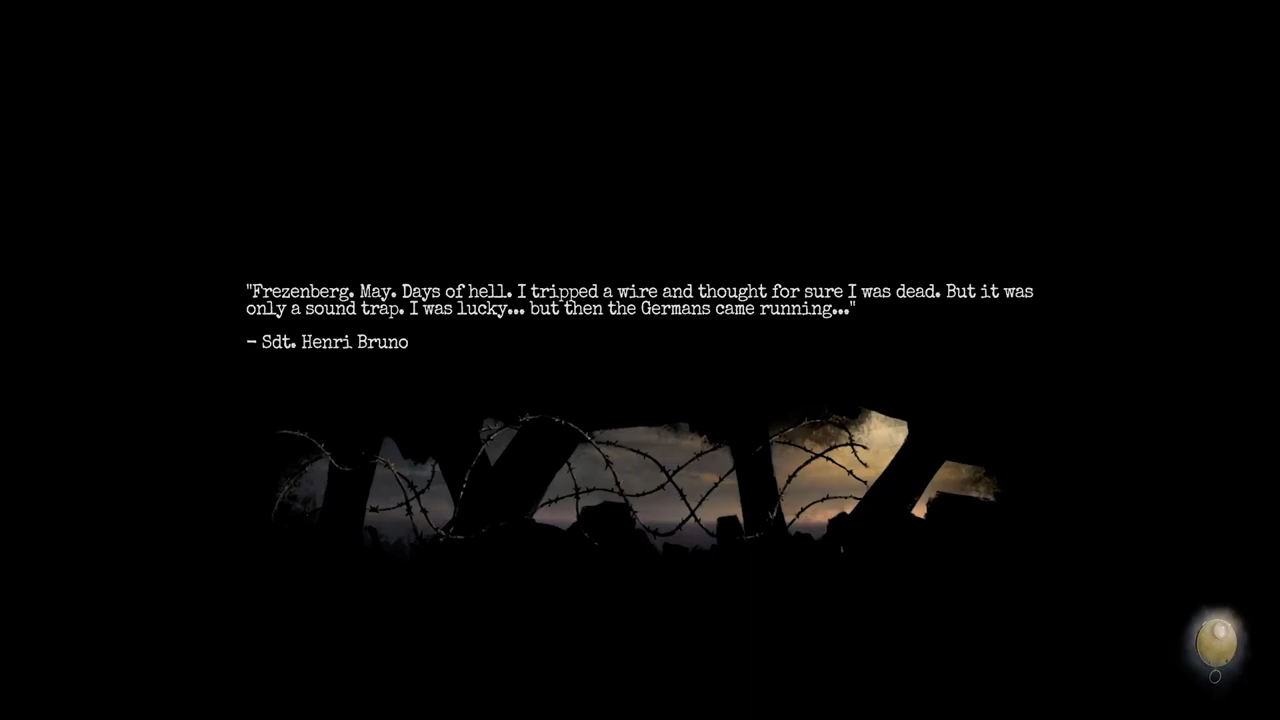 "Frezenberg. May. Days of hell. I tripped a wire and thought for sure I was dead. But it was
only a sound trap. I was lucky... but then the Germans came running..."
- Sdt. Henri Bruno